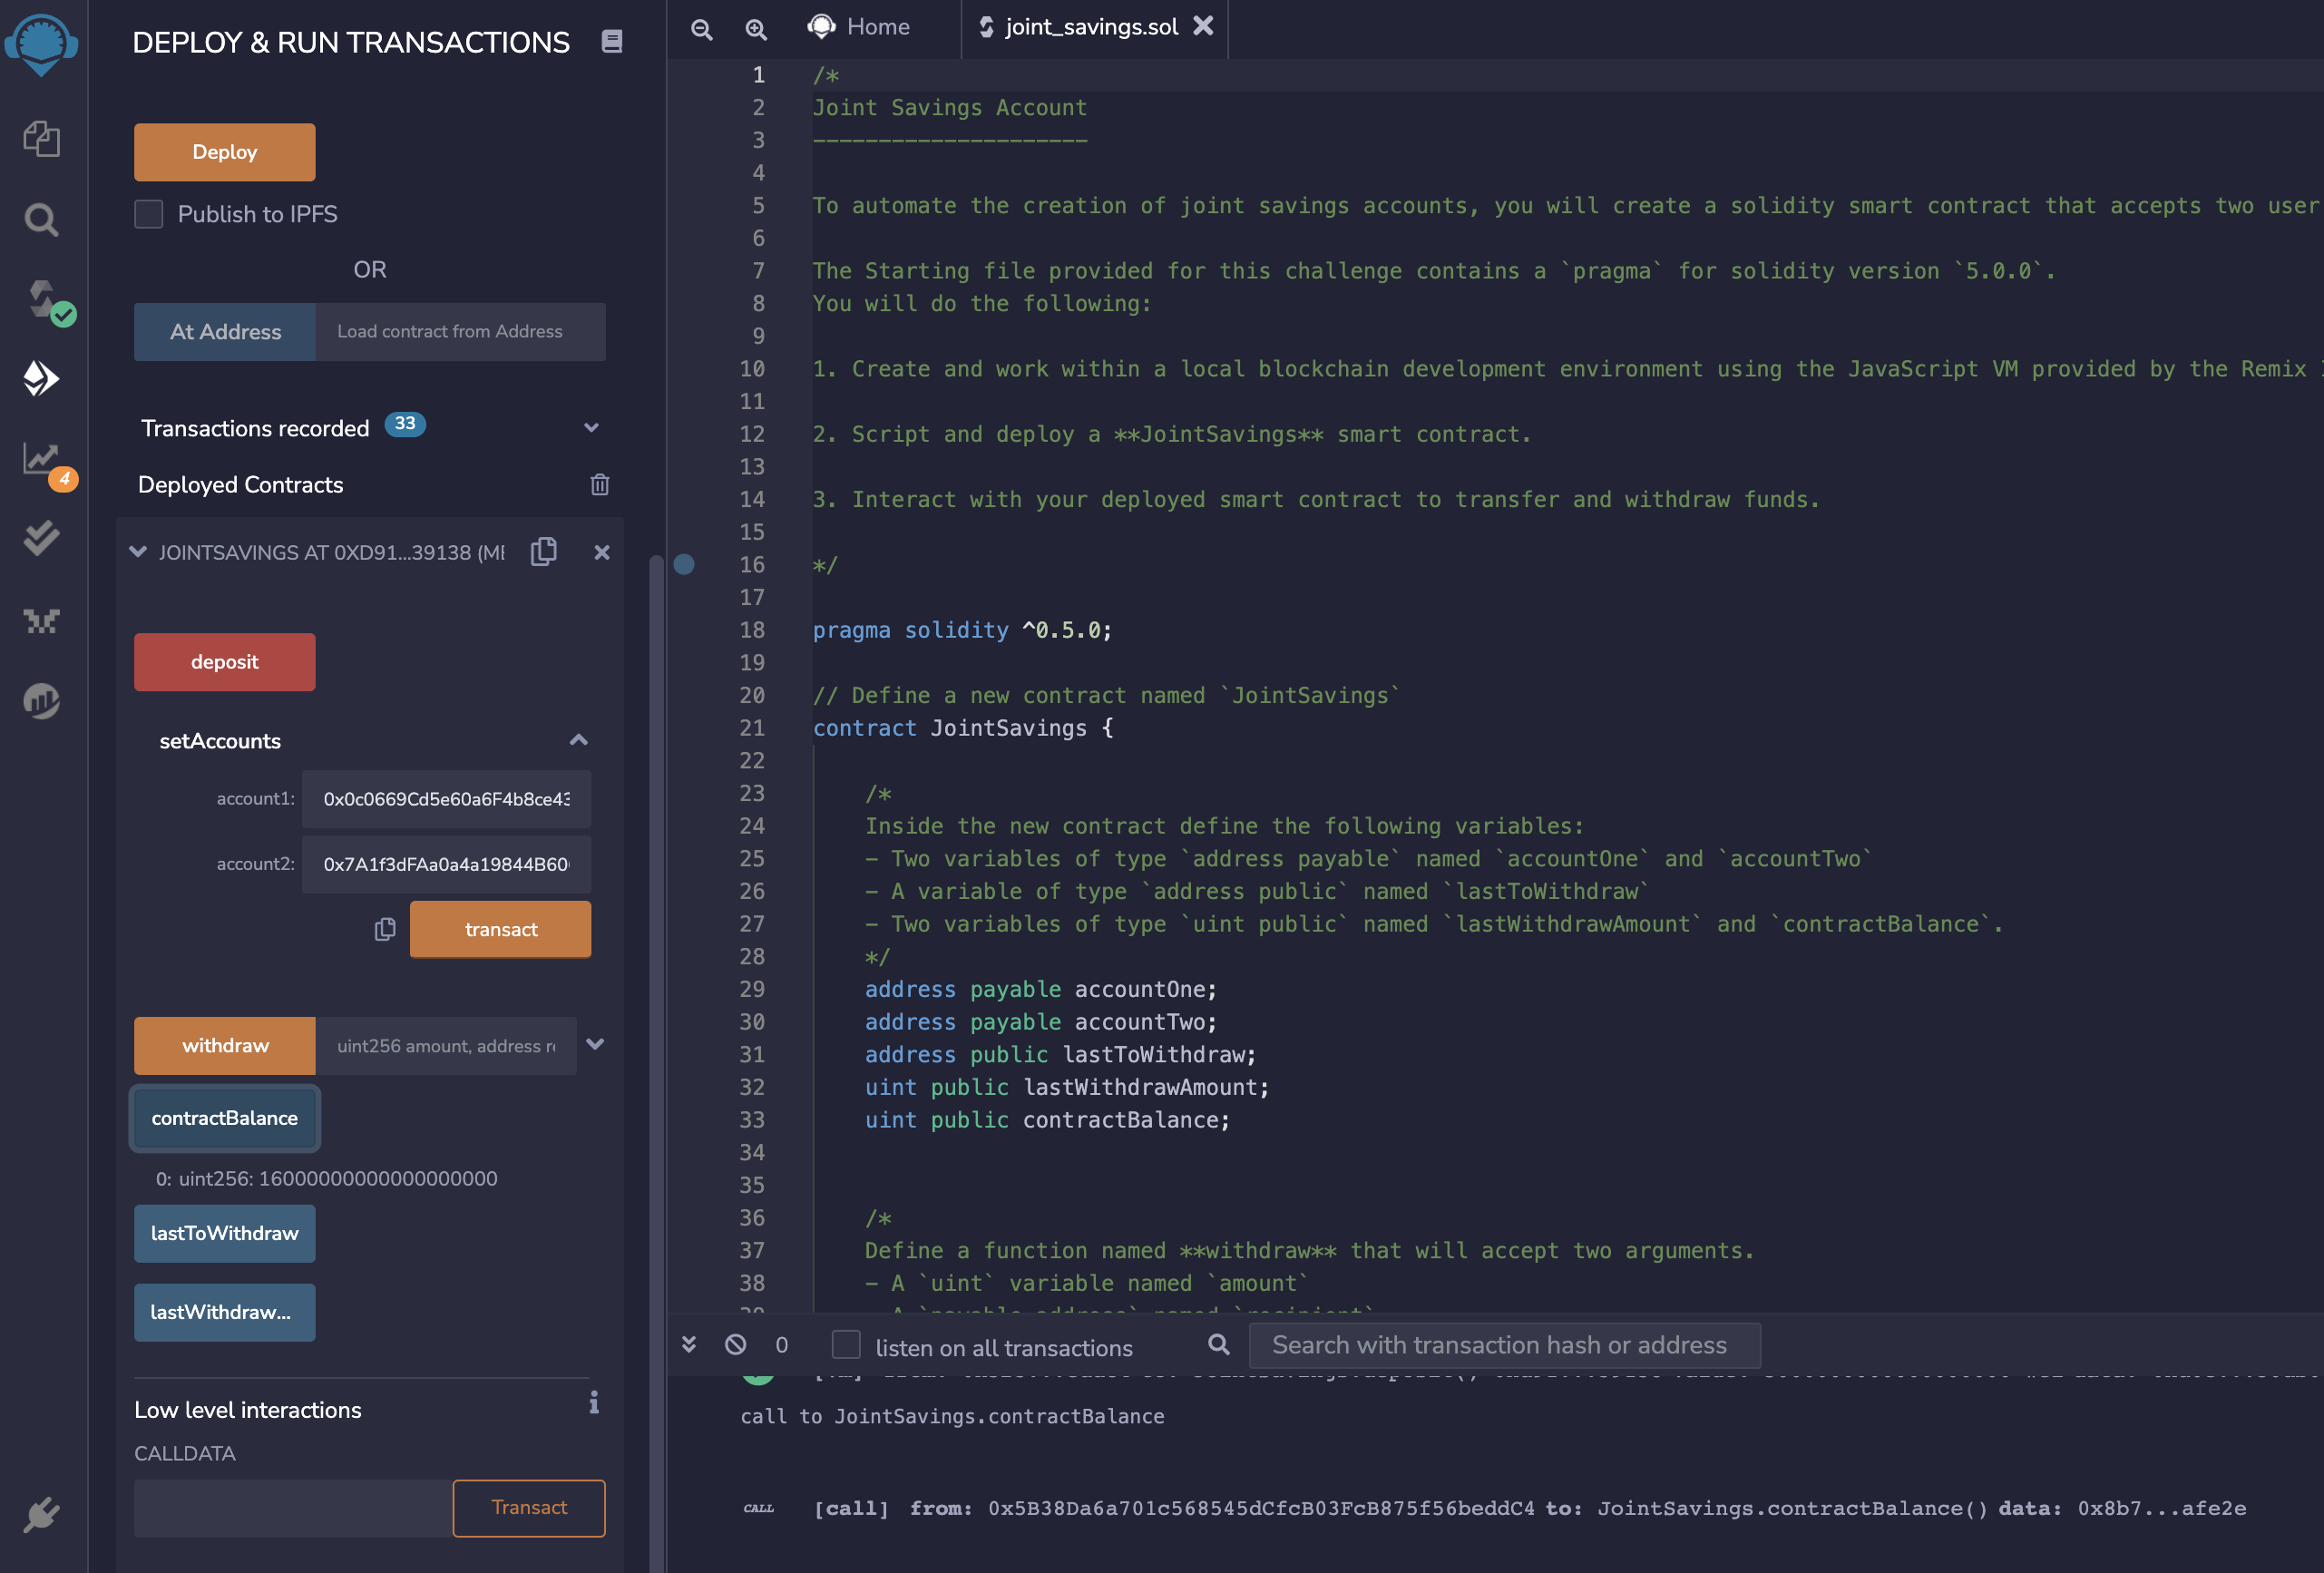 DEPLOY & RUN TRANSACTIONS
Deploy
Publish to IPFS
OR
At Address
Load contract from Address
Transactions recorded 33
Deployed Contracts
4
JOINTSAVINGS AT 0XD91...39138 (ME
deposit
setAccounts
account1: 0x0c0669Cd5e60a6F4b8ce43
account2: 0x7A1f3dFAa0a4a19844B60
transact
withdraw
uint256 amount, address re
contractBalance
0: uint256: 16000000000000000000
lastToWithdraw
lastWithdraw...
Low level interactions
i
CALLDATA
Transact
Home
joint_savings.sol
1 /*
2 Joint Savings Account
3 ---------------------
4
5 To automate the creation of joint savings accounts, you will create a solidity smart contract that accepts two user
6
7 The Starting file provided for this challenge contains a `pragma` for solidity version `5.0.0`.
8 You will do the following:
9
10 1. Create and work within a local blockchain development environment using the JavaScript VM provided by the Remix
11
12 2. Script and deploy a **JointSavings** smart contract.
13
14 3. Interact with your deployed smart contract to transfer and withdraw funds.
15
16 */
17
18 pragma solidity ^0.5.0;
19
20 // Define a new contract named `JointSavings`
21 contract JointSavings {
22
23 /*
24 Inside the new contract define the following variables:
25 - Two variables of type `address payable` named `accountOne` and `accountTwo`
26 - A variable of type `address public` named `lastToWithdraw`
27 - Two variables of type `uint public` named `lastWithdrawAmount` and `contractBalance`.
28 */
29 address payable accountOne;
30 address payable accountTwo;
31 address public lastToWithdraw;
32 uint public lastWithdrawAmount;
33 uint public contractBalance;
34
35
36 /*
37 Define a function named **withdraw** that will accept two arguments.
38 - A `uint` variable named `amount`
39 - A `payable address` named `recipient`
0
listen on all transactions
Search with transaction hash or address
call to JointSavings.contractBalance
CALL [call] from: 0x5B38Da6a701c568545dCfcB03FcB875f56beddC4 to: JointSavings.contractBalance() data: 0x8b7...afe2e